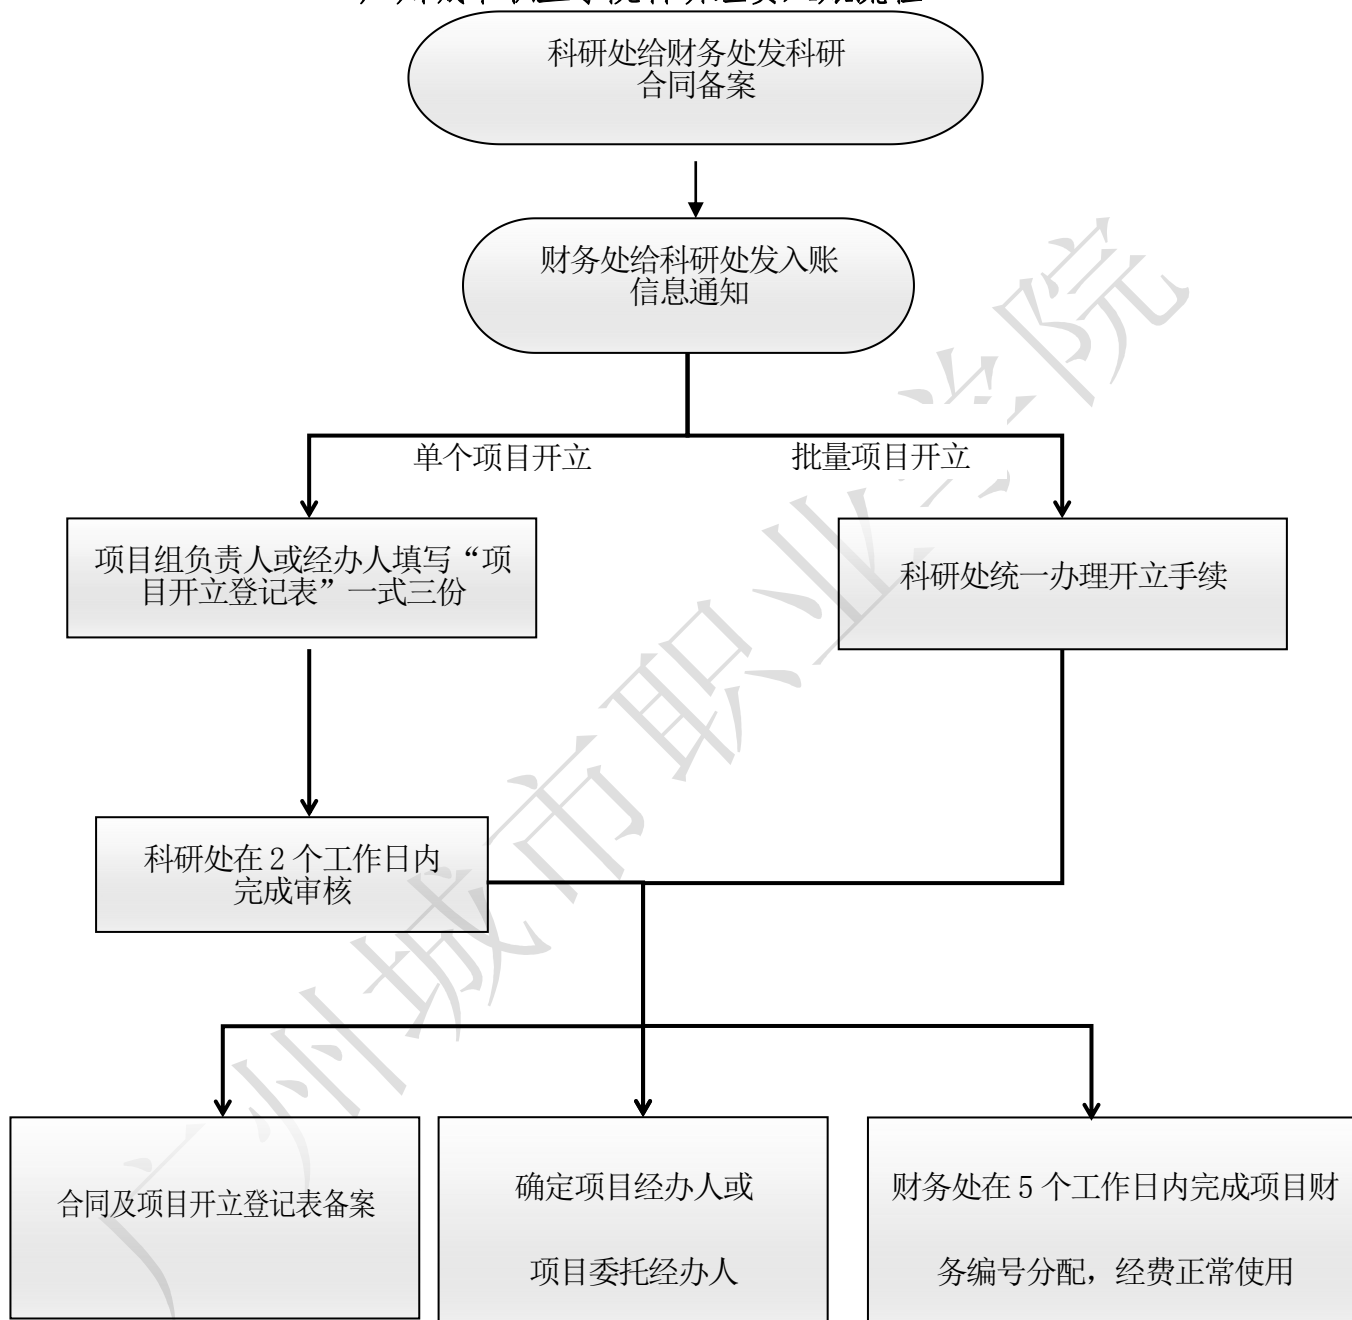 科研处给财务处发科研
合同备案
财务处给科研处发入账
信息通知
单个项目开立
批量项目开立
项目组负责人或经办人填写“项
目开立登记表”一式三份
科研处统一办理开立手续
科研处在2个工作日内
完成审核
合同及项目开立登记表备案
确定项目经办人或
项目委托经办人
财务处在5个工作日内完成项目财
务编号分配，经费正常使用
广州城市职业学院